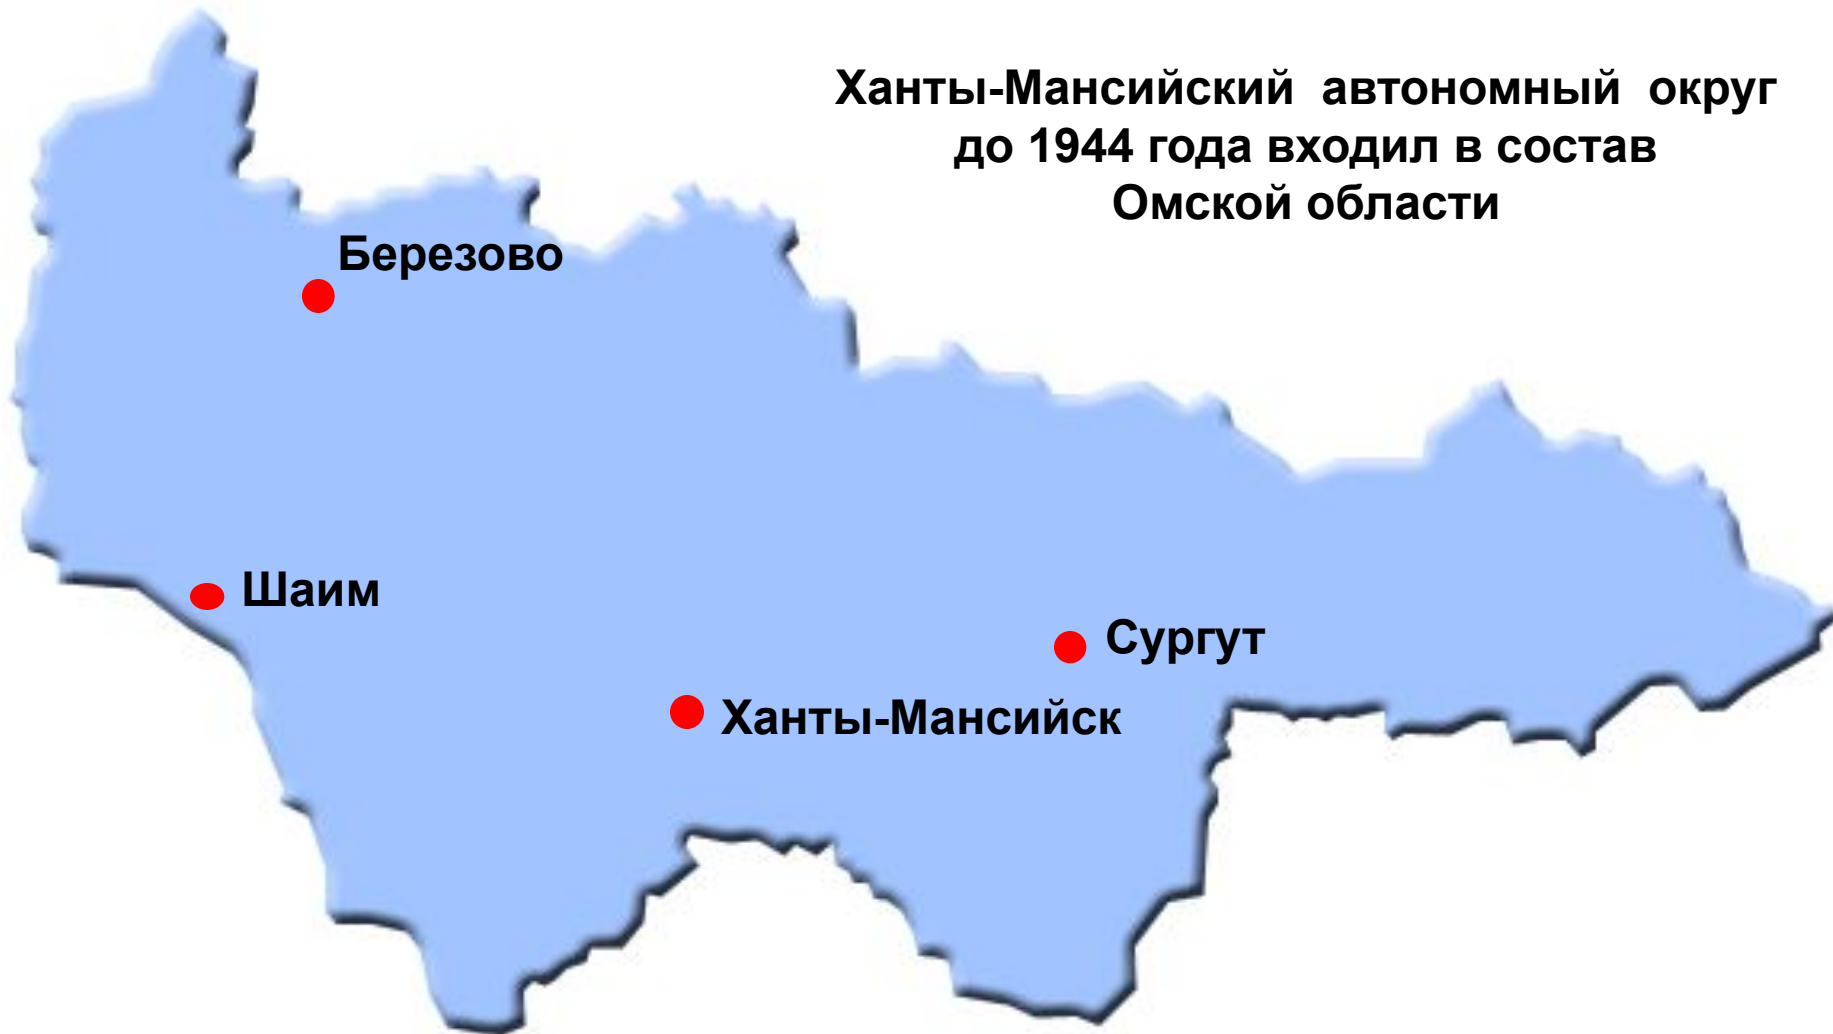 Ханты-Мансийский автономный округ
до 1944 года входил в состав
Омской области
Березово
Шаим
Сургут
Ханты-Мансийск